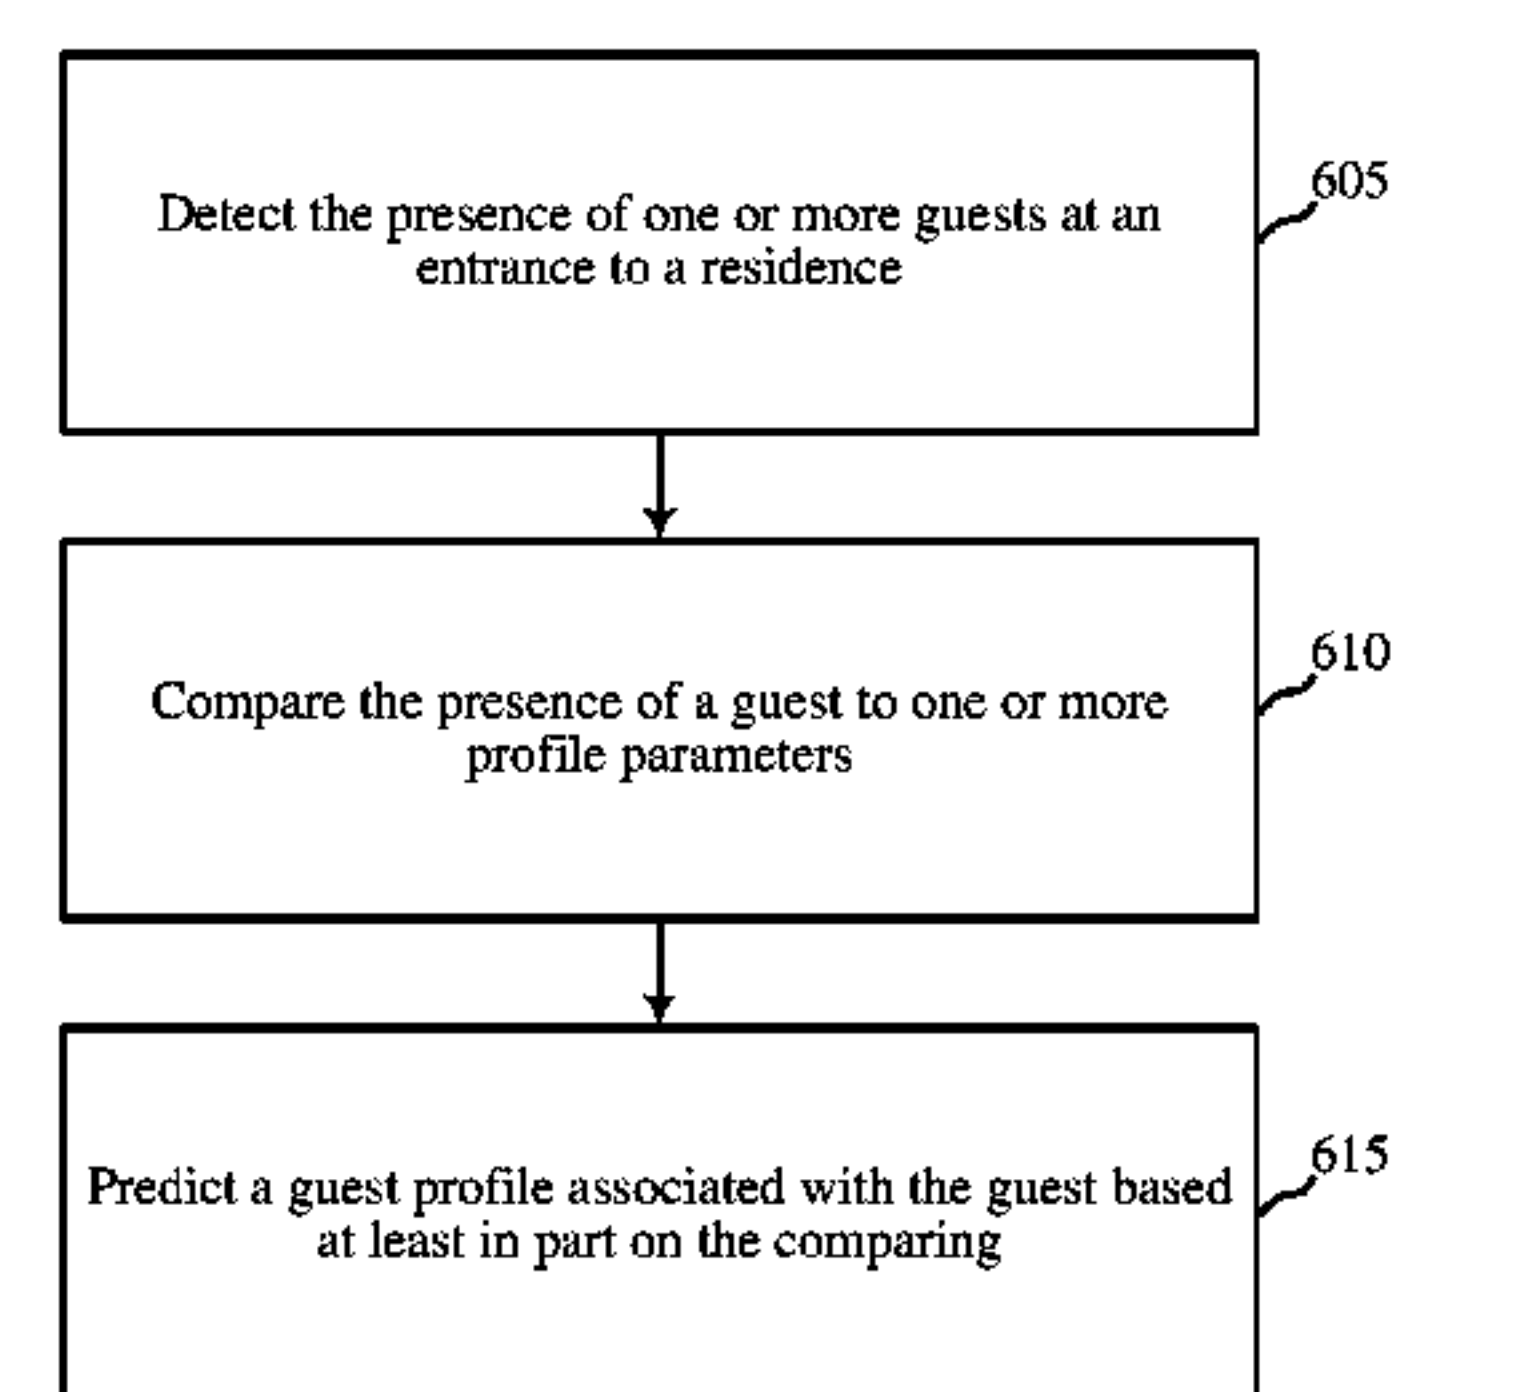 Detect the presence of one or more guests at an
entrance to a residence
605
Compare the presence of a guest to one or more
profile parameters
610
Predict a guest profile associated with the guest based
at least in part on the comparing
615